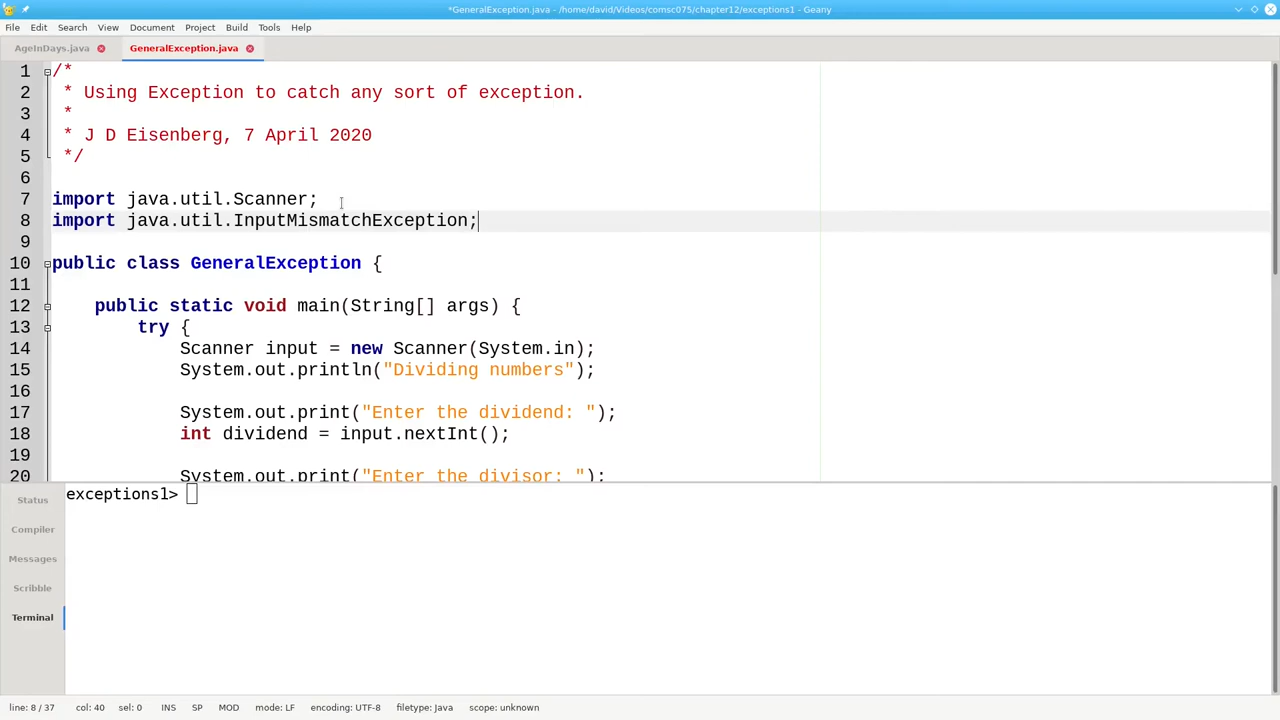 *GeneralException.java - /home/david/Videos/comsc075/chapter12/exceptions1 - Geany
File Edit Search View Document Project Build Tools Help
AgeInDays.java GeneralException.java
1 /*
2 * Using Exception to catch any sort of exception.
3 *
4 * J D Eisenberg, 7 April 2020
5 */
6
7 import java.util.Scanner;
8 import java.util.InputMismatchException;
9
10 public class GeneralException {
11
12 public static void main(String[] args) {
13 try {
14 Scanner input = new Scanner(System.in);
15 System.out.println("Dividing numbers");
16
17 System.out.print("Enter the dividend: ");
18 int dividend = input.nextInt();
19
20 System.out.print("Enter the divisor: ");
exceptions1>
Status
Compiler
Messages
Scribble
Terminal
line: 8 / 37 col: 40 sel: 0 INS SP MOD mode: LF encoding: UTF-8 filetype: Java scope: unknown